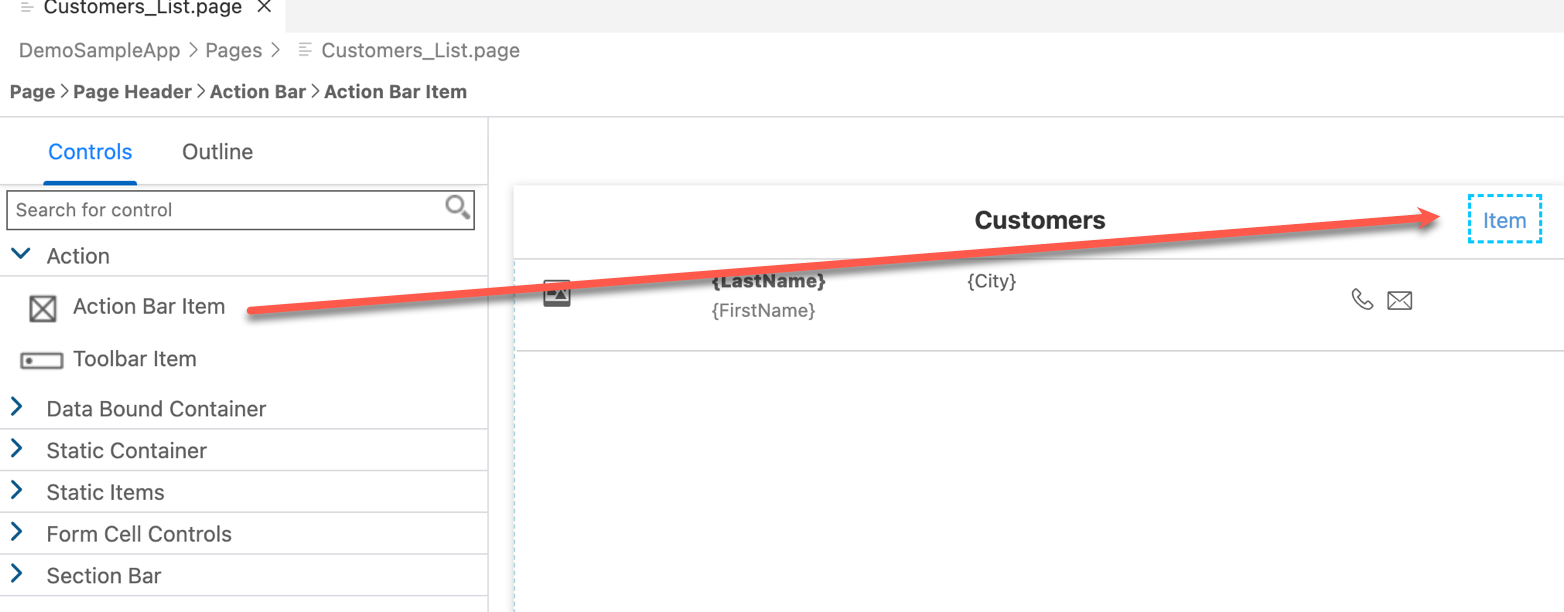 Customers_List.page
DemoSampleApp > Pages > Customers_List.page
Page > Page Header > Action Bar > Action Bar Item
Controls Outline
Search for control
Action
Action Bar Item
Toolbar Item
Data Bound Container
Static Container
Static Items
Form Cell Controls
Section Bar
Customers Item
{LastName} {City}
{FirstName}